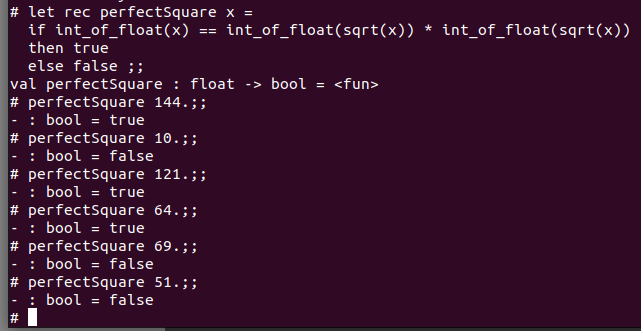 # let rec perfectSquare x =
  if int_of_float(x) == int_of_float(sqrt(x)) * int_of_float(sqrt(x))
  then true
  else false ;;
val perfectSquare : float -> bool = <fun>
# perfectSquare 144.;;
- : bool = true
# perfectSquare 10.;;
- : bool = false
# perfectSquare 121.;;
- : bool = true
# perfectSquare 64.;;
- : bool = true
# perfectSquare 69.;;
- : bool = false
# perfectSquare 51.;;
- : bool = false
#